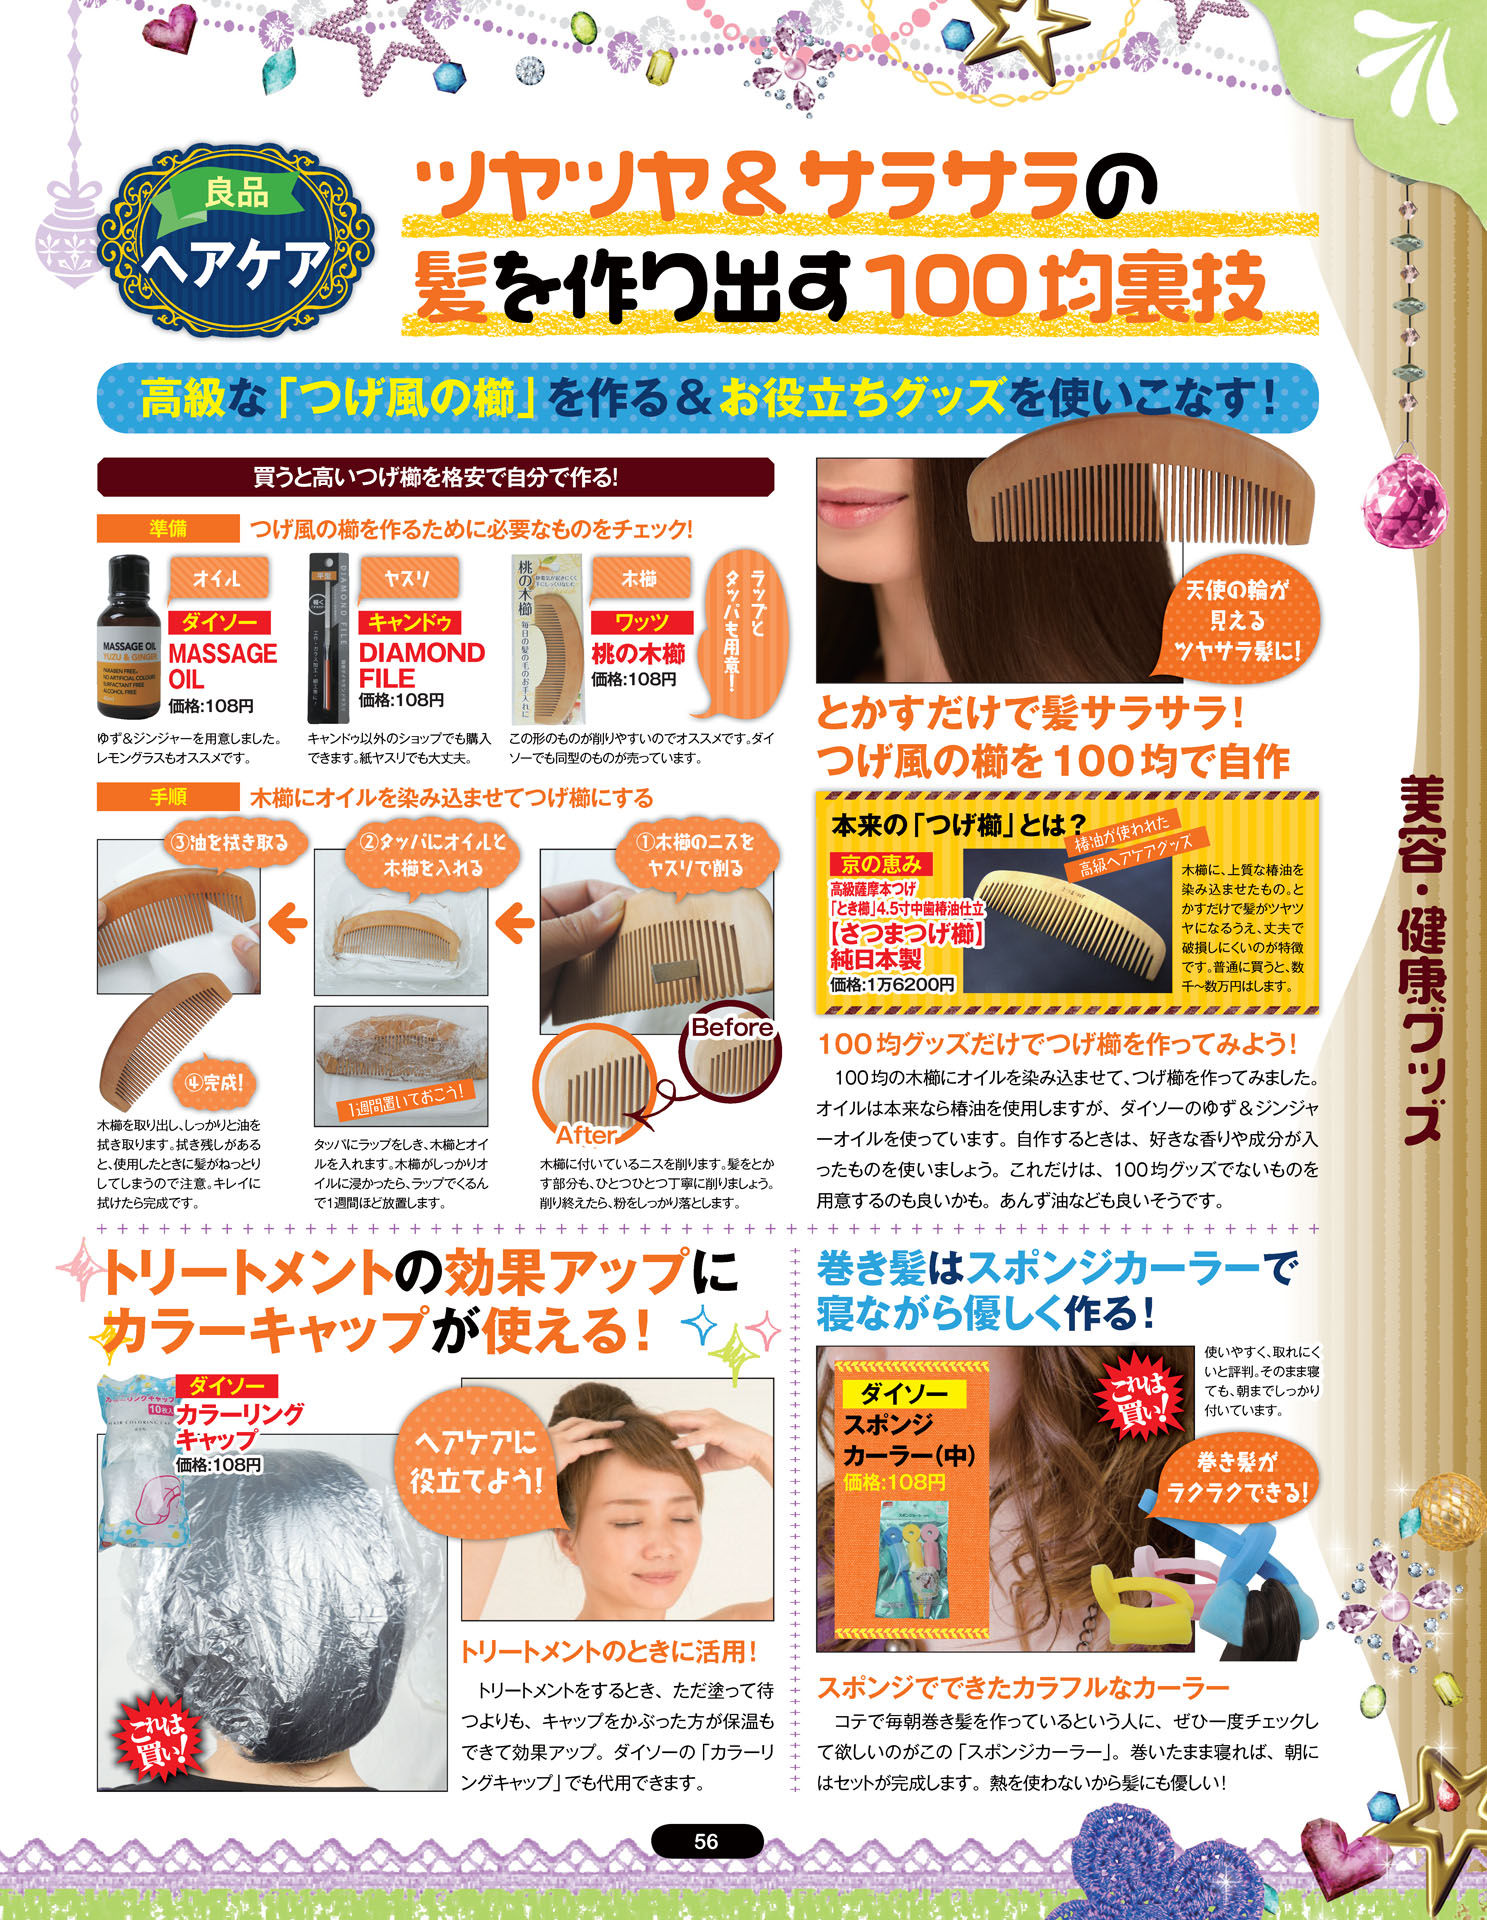 良品
ヘアケア
ツヤツヤ&サラサラの
髪を作り出す100均裏技
高級な「つげ風の櫛」を作る&お役立ちグッズを使いこなす!
買うと高いつげ櫛を格安で自分で作る!
準備
つげ風の櫛を作るために必要なものをチェック!
MASSAGE OIL
YUZU & GINGER
PARABEN FREE
NO ARTIFICIAL COLOURS
SURFACTANT FREE
ALCOHOL FREE
オイル
ダイソー
MASSAGE
OIL
価格:108円
ゆず&ジンジャーを用意しました。
レモングラスもオススメです。
平型
DIAMOND FILE
ヤスリ
キャンドゥ
DIAMOND
FILE
価格:108円
キャンドゥ以外のショップでも購入
できます。紙ヤスリでも大丈夫。
桃の木櫛
毎日の髪の毛のお手入れに
木櫛
ワッツ
桃の木櫛
価格:108円
この形のものが削りやすいのでオススメです。ダイ
ソーでも同型のものが売っています。
ラップと
タッパも用意!
手順
木櫛にオイルを染み込ませてつげ櫛にする
①木櫛のニスを
ヤスリで削る
Before
After
木櫛に付いているニスを削ります。髪をとか
す部分も、ひとつひとつ丁寧に削りましょう。
削り終えたら、粉をしっかり落とします。
②タッパにオイルと
木櫛を入れる
1週間置いておこう!
タッパにラップをしき、木櫛とオイ
ルを入れます。木櫛がしっかりオ
イルに浸かったら、ラップでくるん
で1週間ほど放置します。
③油を拭き取る
④完成!
木櫛を取り出し、しっかりと油を
拭き取ります。拭き残しがある
と、使用したときに髪がねっとり
してしまうので注意。キレイに
拭けたら完成です。
天使の輪が
見える
ツヤサラ髪に!
とかすだけで髪サラサラ!
つげ風の櫛を100均で自作
本来の「つげ櫛」とは?
椿油が使われた
高級ヘアケアグッズ
京の恵み
高級薩摩本つげ
「とき櫛」4.5寸中歯椿油仕立
【さつまつげ櫛】
純日本製
価格:1万6200円
木櫛に、上質な椿油を
染み込ませたもの。と
かすだけで髪がツヤツ
ヤになるうえ、丈夫で
破損しにくいのが特徴
です。普通に買うと、数
千〜数万円はします。
100均グッズだけでつげ櫛を作ってみよう!
100均の木櫛にオイルを染み込ませて、つげ櫛を作ってみました。
オイルは本来なら椿油を使用しますが、ダイソーのゆず&ジンジャ
ーオイルを使っています。自作するときは、好きな香りや成分が入
ったものを使いましょう。これだけは、100均グッズでないものを
用意するのも良いかも。あんず油なども良いそうです。
美容・健康グッズ
トリートメントの効果アップに
カラーキャップが使える!
カラーリングキャップ
10枚入
ダイソー
カラーリング
キャップ
価格:108円
ヘアケアに
役立てよう!
これは
買い!
トリートメントのときに活用!
トリートメントをするとき、ただ塗って待
つよりも、キャップをかぶった方が保温も
できて効果アップ。ダイソーの「カラーリ
ングキャップ」でも代用できます。
巻き髪はスポンジカーラーで
寝ながら優しく作る!
ダイソー
スポンジ
カーラー(中)
価格:108円
これは
買い!
使いやすく、取れにく
いと評判。そのまま寝
ても、朝までしっかり
付いています。
巻き髪が
ラクラクできる!
スポンジでできたカラフルなカーラー
コテで毎朝巻き髪を作っているという人に、ぜひ一度チェックし
て欲しいのがこの「スポンジカーラー」。巻いたまま寝れば、朝に
はセットが完成します。熱を使わないから髪にも優しい!
56